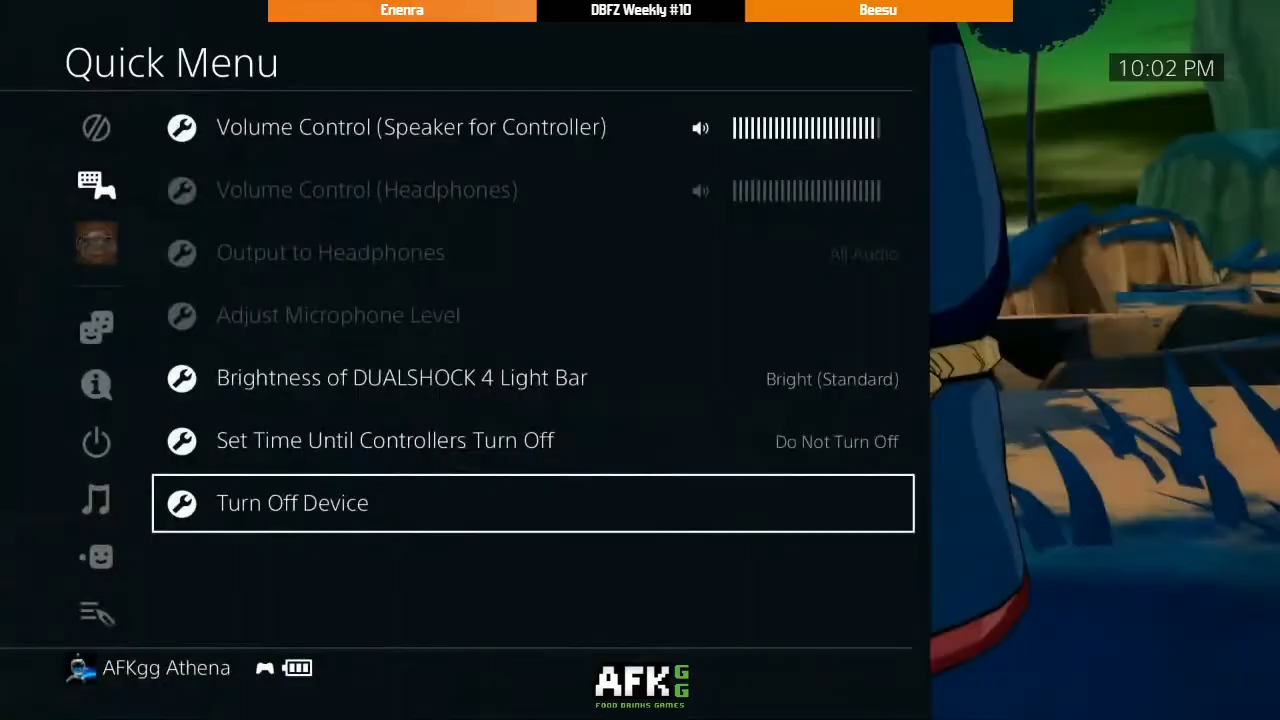 Enenra
DBFZ Weekly #10
Beesu
Quick Menu
10:02 PM
Volume Control (Speaker for Controller)
Volume Control (Headphones)
Output to Headphones
All Audio
Adjust Microphone Level
Brightness of DUALSHOCK 4 Light Bar
Bright (Standard)
Set Time Until Controllers Turn Off
Do Not Turn Off
Turn Off Device
AFKgg Athena
AFK GG
FOOD DRINKS GAMES